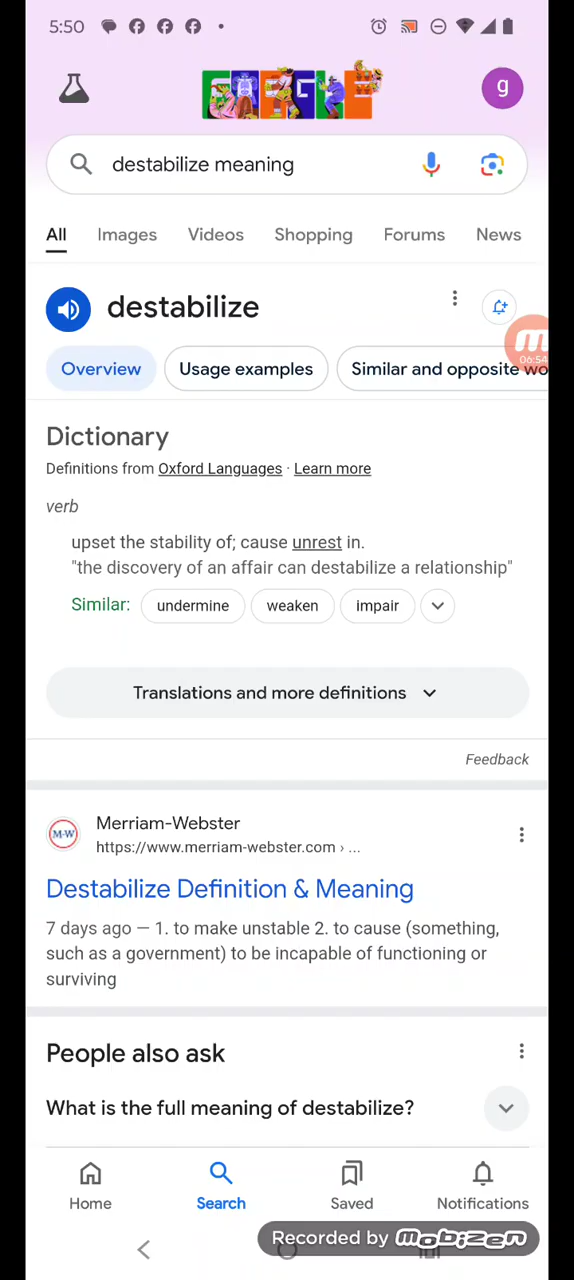 5:50
GOOGLE
g
destabilize meaning
All Images Videos Shopping Forums News
destabilize
06:54
Overview Usage examples Similar and opposite wo
Dictionary
Definitions from Oxford Languages · Learn more
verb
upset the stability of; cause unrest in.
"the discovery of an affair can destabilize a relationship"
Similar: undermine weaken impair
Translations and more definitions
Feedback
M-W
Merriam-Webster
https://www.merriam-webster.com › ...
Destabilize Definition & Meaning
7 days ago — 1. to make unstable 2. to cause (something,
such as a government) to be incapable of functioning or
surviving
People also ask
What is the full meaning of destabilize?
Home Search Saved Notifications
Recorded by mobizen